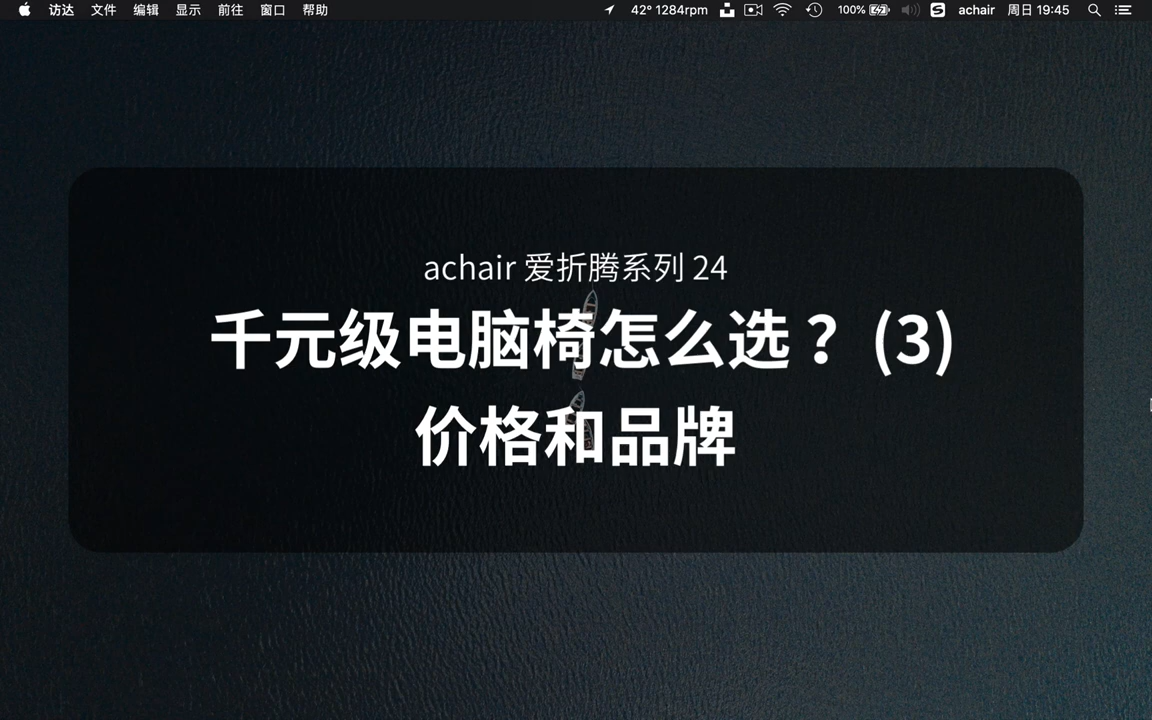 访达 文件 编辑 显示 前往 窗口 帮助 42° 1284rpm 100% achair 周日 19:45
achair 爱折腾系列 24
千元级电脑椅怎么选？(3)
价格和品牌